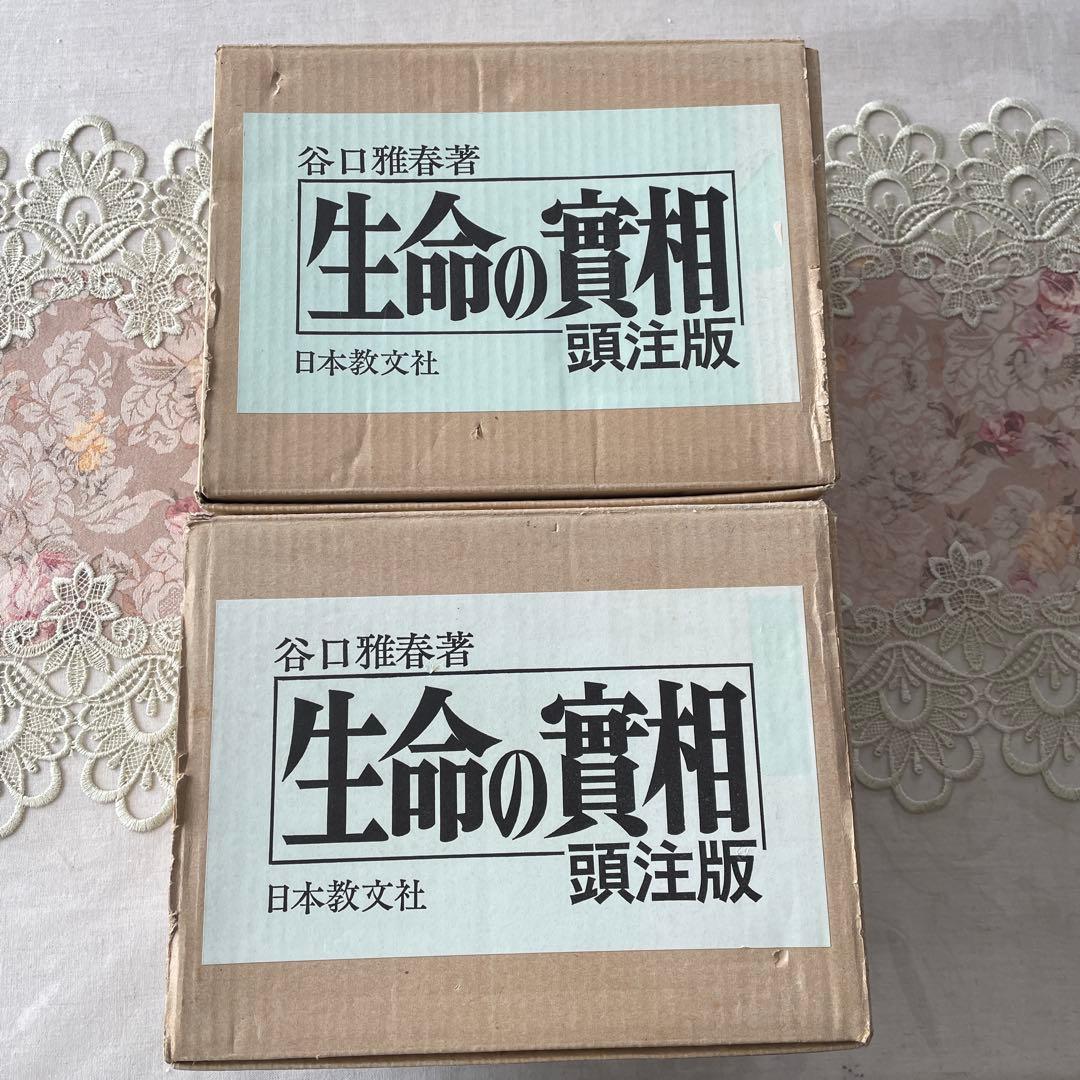 谷口雅春著
生命の實相
頭注版
日本教文社
谷口雅春著
生命の實相
頭注版
日本教文社